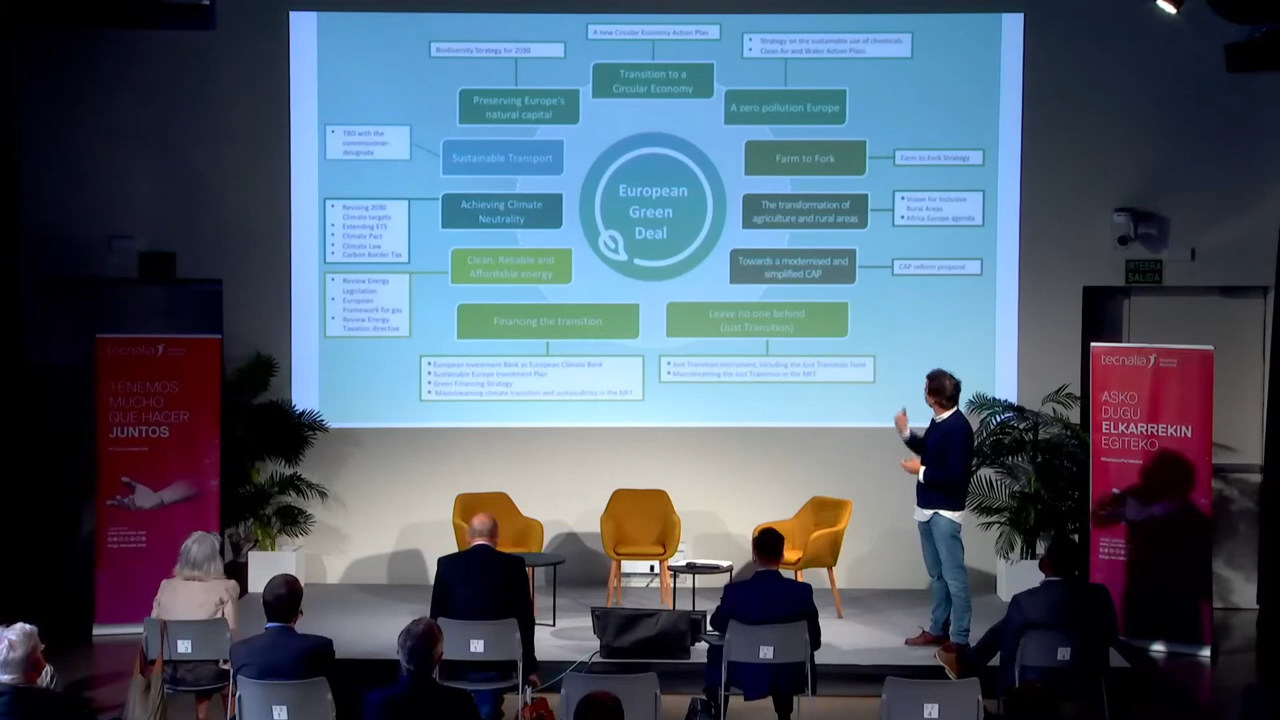 A new Circular Economy Action Plan
Biodiversity Strategy for 2030
Strategy on the sustainable use of chemicals
Clean Air and Water Action Plans
Transition to a
Circular Economy
Preserving Europe's
natural capital
A zero pollution Europe
TBD with the
commissioner-
designate
Sustainable Transport
Farm to Fork
Farm to Fork Strategy
European
Green
Deal
Revising 2030
Climate targets
Extending ETS
Climate Pact
Climate Law
Carbon Border Tax
Achieving Climate
Neutrality
The transformation of
agriculture and rural areas
Vision for Inclusive
Rural Areas
Africa Europe agenda
Clean, Reliable and
Affordable energy
Towards a modernised and
simplified CAP
CAP reform proposal
Review Energy
Legislation
European
Framework for gas
Review Energy
Taxation directive
Financing the transition
Leave no one behind
(Just Transition)
European Investment Bank as European Climate Bank
Sustainable Europe Investment Plan
Green Financing Strategy
Mainstreaming climate transition and sustainability in the MFF
Just Transition Instrument, including the Just Transition Fund
Mainstreaming the Just Transition in the MFF
IRTEERA
SALIDA
tecnalia
TENEMOS
MUCHO
QUE HACER
JUNTOS
tecnalia
ASKO
DUGU
ELKARREKIN
EGITEKO